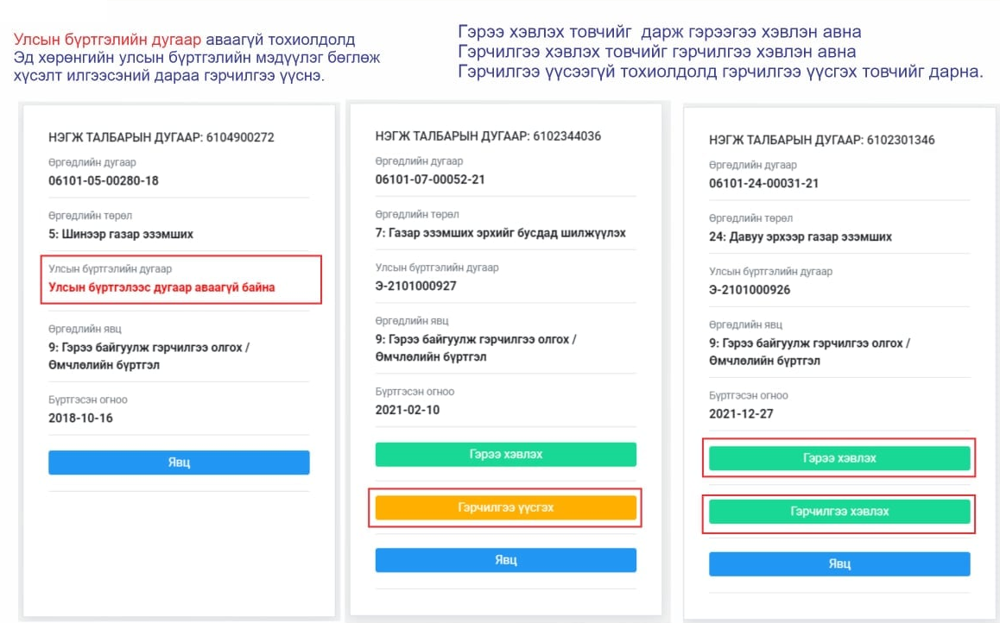 Улсын бүртгэлийн дугаар аваагүй тохиолдолд
Эд хөрөнгийн улсын бүртгэлийн мэдүүлэг бөглөж
хүсэлт илгээсэний дараа гэрчилгээ үүснэ.
Гэрээ хэвлэх товчийг дарж гэрээгээ хэвлэн авна
Гэрчилгээ хэвлэх товчийг гэрчилгээ хэвлэн авна
Гэрчилгээ үүсээгүй тохиолдолд гэрчилгээ үүсгэх товчийг дарна.
НЭГЖ ТАЛБАРЫН ДУГААР: 6104900272
Өргөдлийн дугаар
06101-05-00280-18
Өргөдлийн төрөл
5: Шинээр газар эзэмших
Улсын бүртгэлийн дугаар
Улсын бүртгэлээс дугаар аваагүй байна
Өргөдлийн явц
9: Гэрээ байгуулж гэрчилгээ олгох /
Өмчлөлийн бүртгэл
Бүртгэсэн огноо
2018-10-16
Явц
НЭГЖ ТАЛБАРЫН ДУГААР: 6102344036
Өргөдлийн дугаар
06101-07-00052-21
Өргөдлийн төрөл
7: Газар эзэмших эрхийг бусдад шилжүүлэх
Улсын бүртгэлийн дугаар
Э-2101000927
Өргөдлийн явц
9: Гэрээ байгуулж гэрчилгээ олгох /
Өмчлөлийн бүртгэл
Бүртгэсэн огноо
2021-02-10
Гэрээ хэвлэх
Гэрчилгээ үүсгэх
Явц
НЭГЖ ТАЛБАРЫН ДУГААР: 6102301346
Өргөдлийн дугаар
06101-24-00031-21
Өргөдлийн төрөл
24: Давуу эрхээр газар эзэмших
Улсын бүртгэлийн дугаар
Э-2101000926
Өргөдлийн явц
9: Гэрээ байгуулж гэрчилгээ олгох /
Өмчлөлийн бүртгэл
Бүртгэсэн огноо
2021-12-27
Гэрээ хэвлэх
Гэрчилгээ хэвлэх
Явц